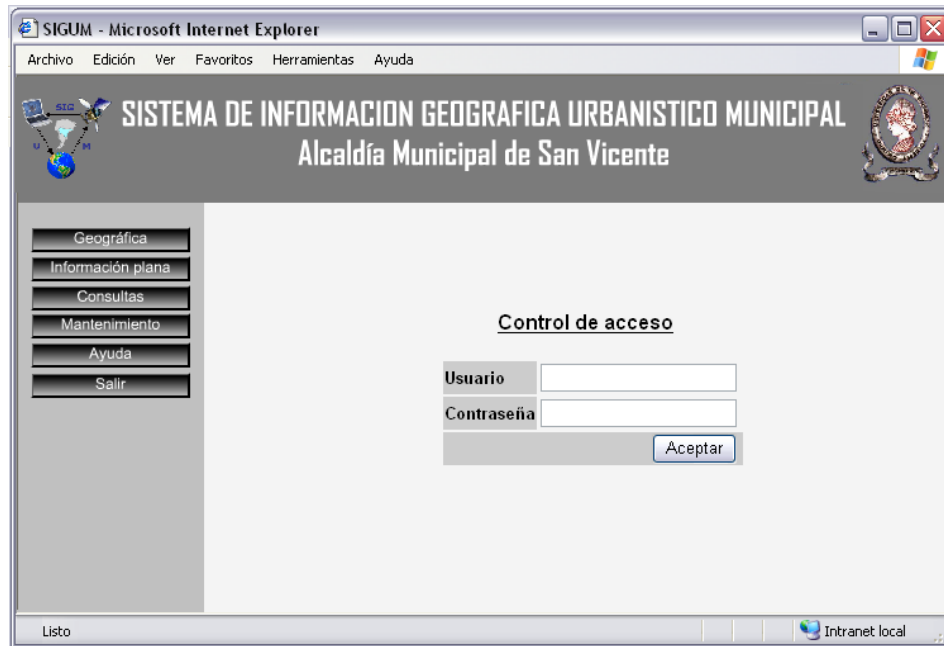 SIGUM - Microsoft Internet Explorer
Archivo Edición Ver Favoritos Herramientas Ayuda
SIG
U M
SISTEMA DE INFORMACION GEOGRAFICA URBANISTICO MUNICIPAL
Alcaldía Municipal de San Vicente
Geográfica
Información plana
Consultas
Mantenimiento
Ayuda
Salir
Control de acceso
Usuario
Contraseña
Aceptar
Listo
Intranet local